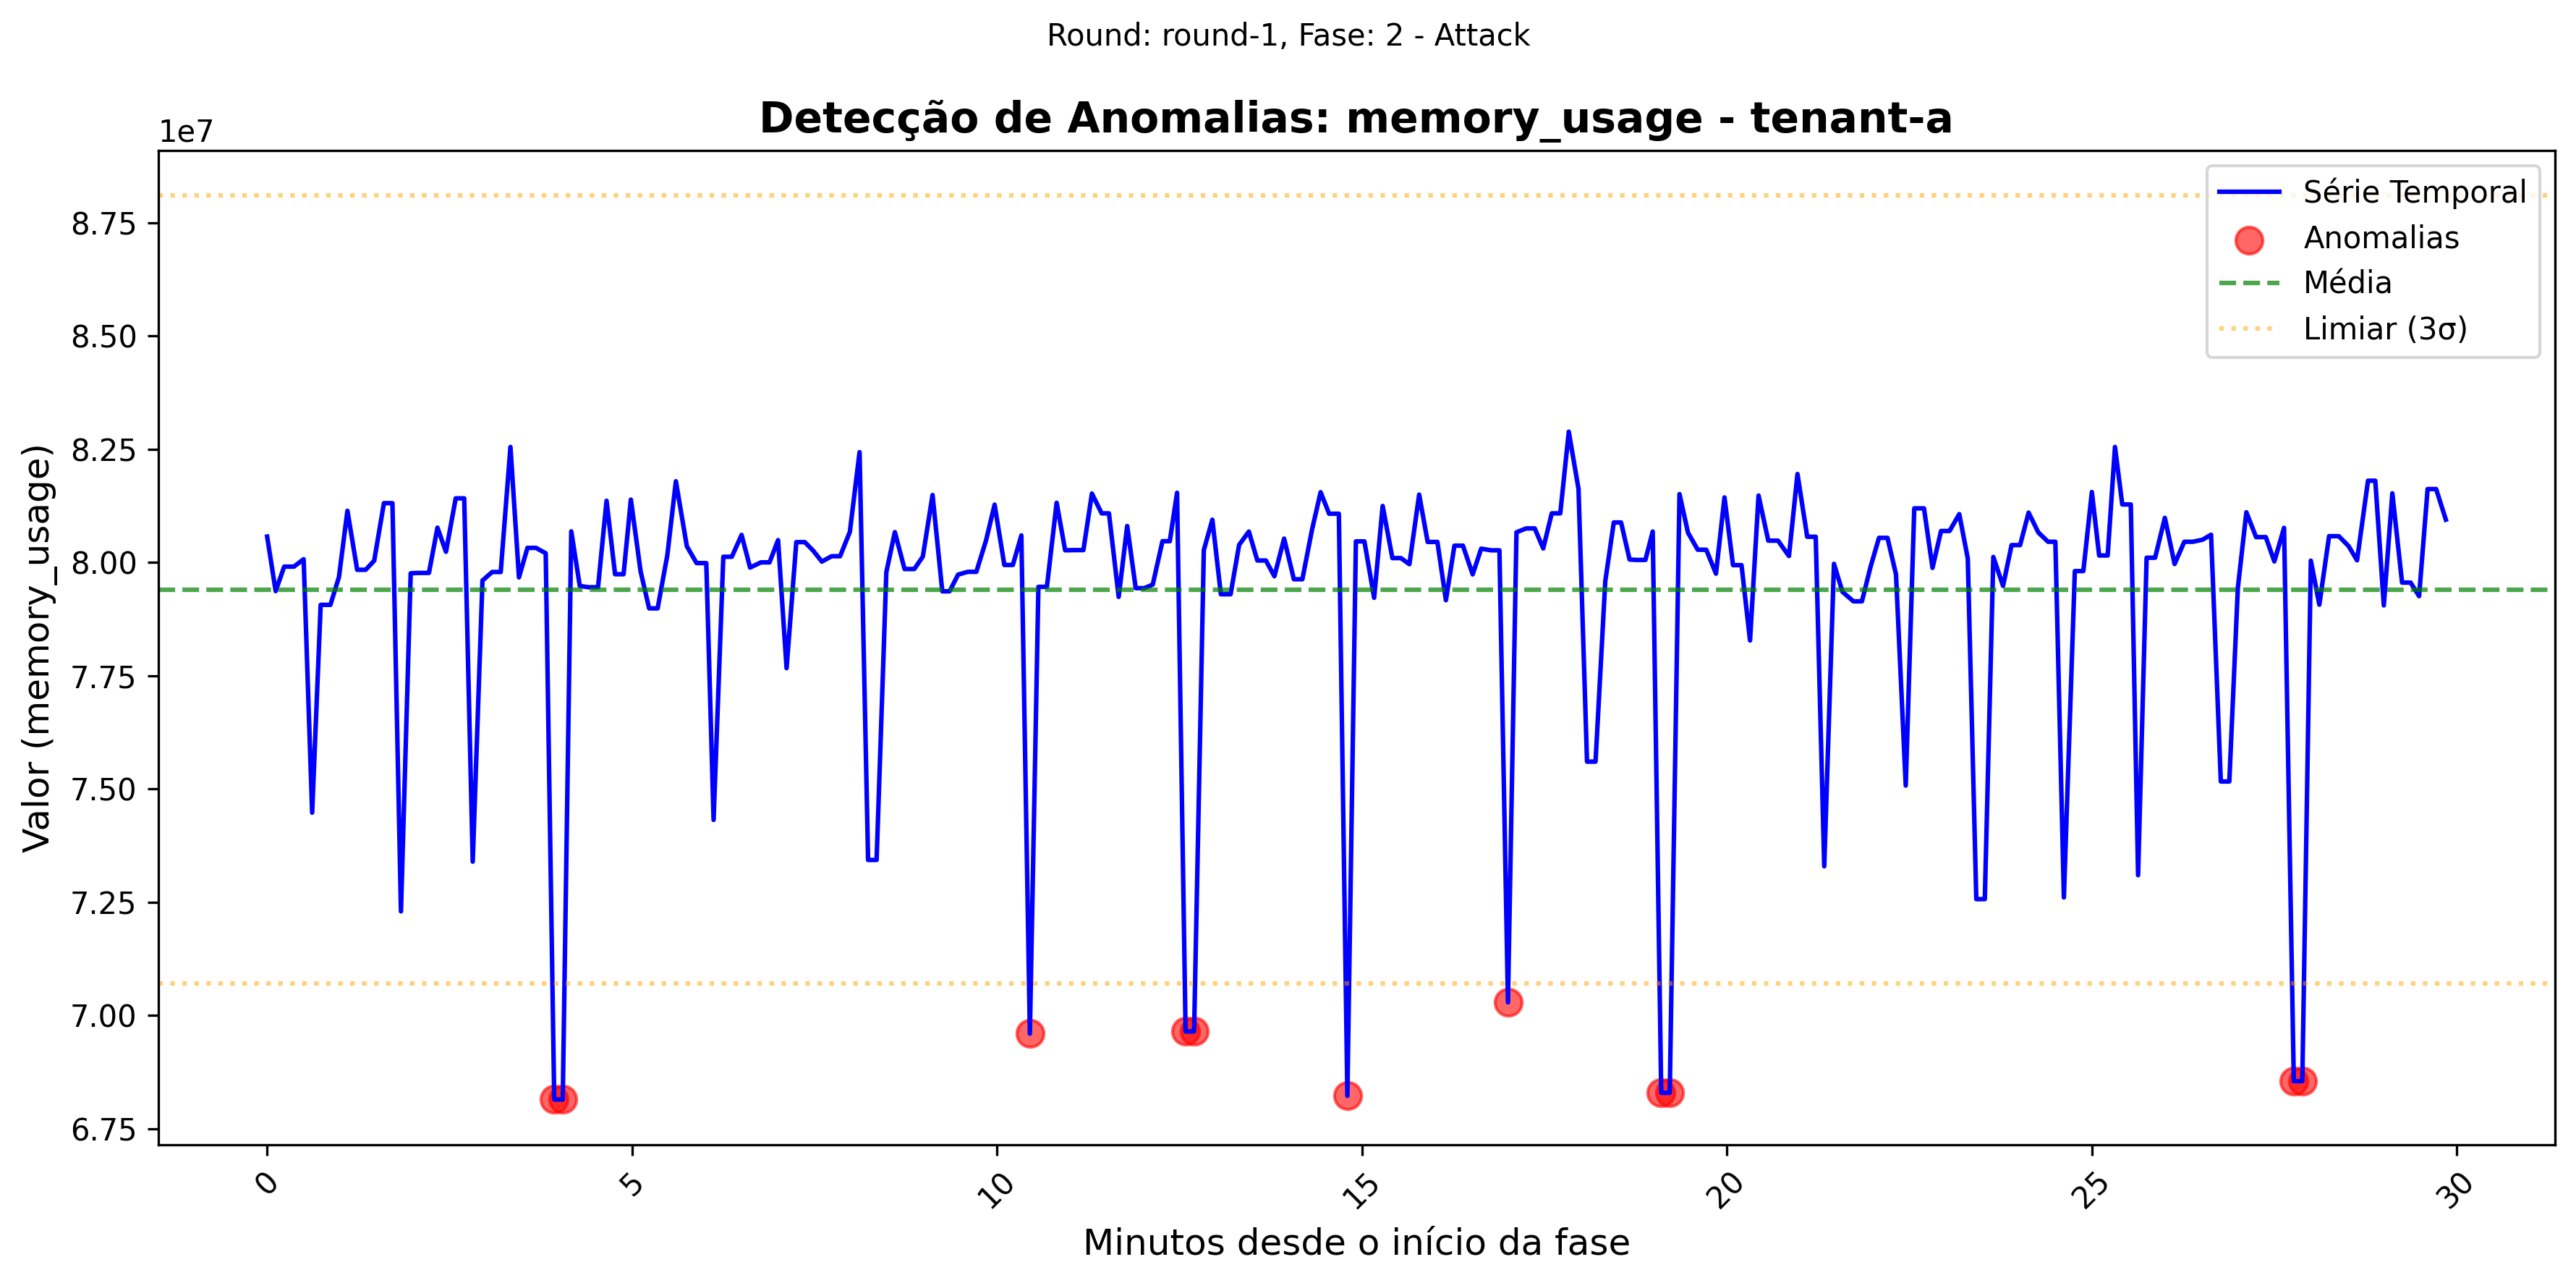 Round: round-1, Fase: 2 - Attack
Detecção de Anomalias: memory_usage - tenant-a
1e7
8.75
8.50
8.25
8.00
7.75
7.50
7.25
7.00
6.75
Valor (memory_usage)
Série Temporal
Anomalias
Média
Limiar (3σ)
0
5
10
15
20
25
30
Minutos desde o início da fase